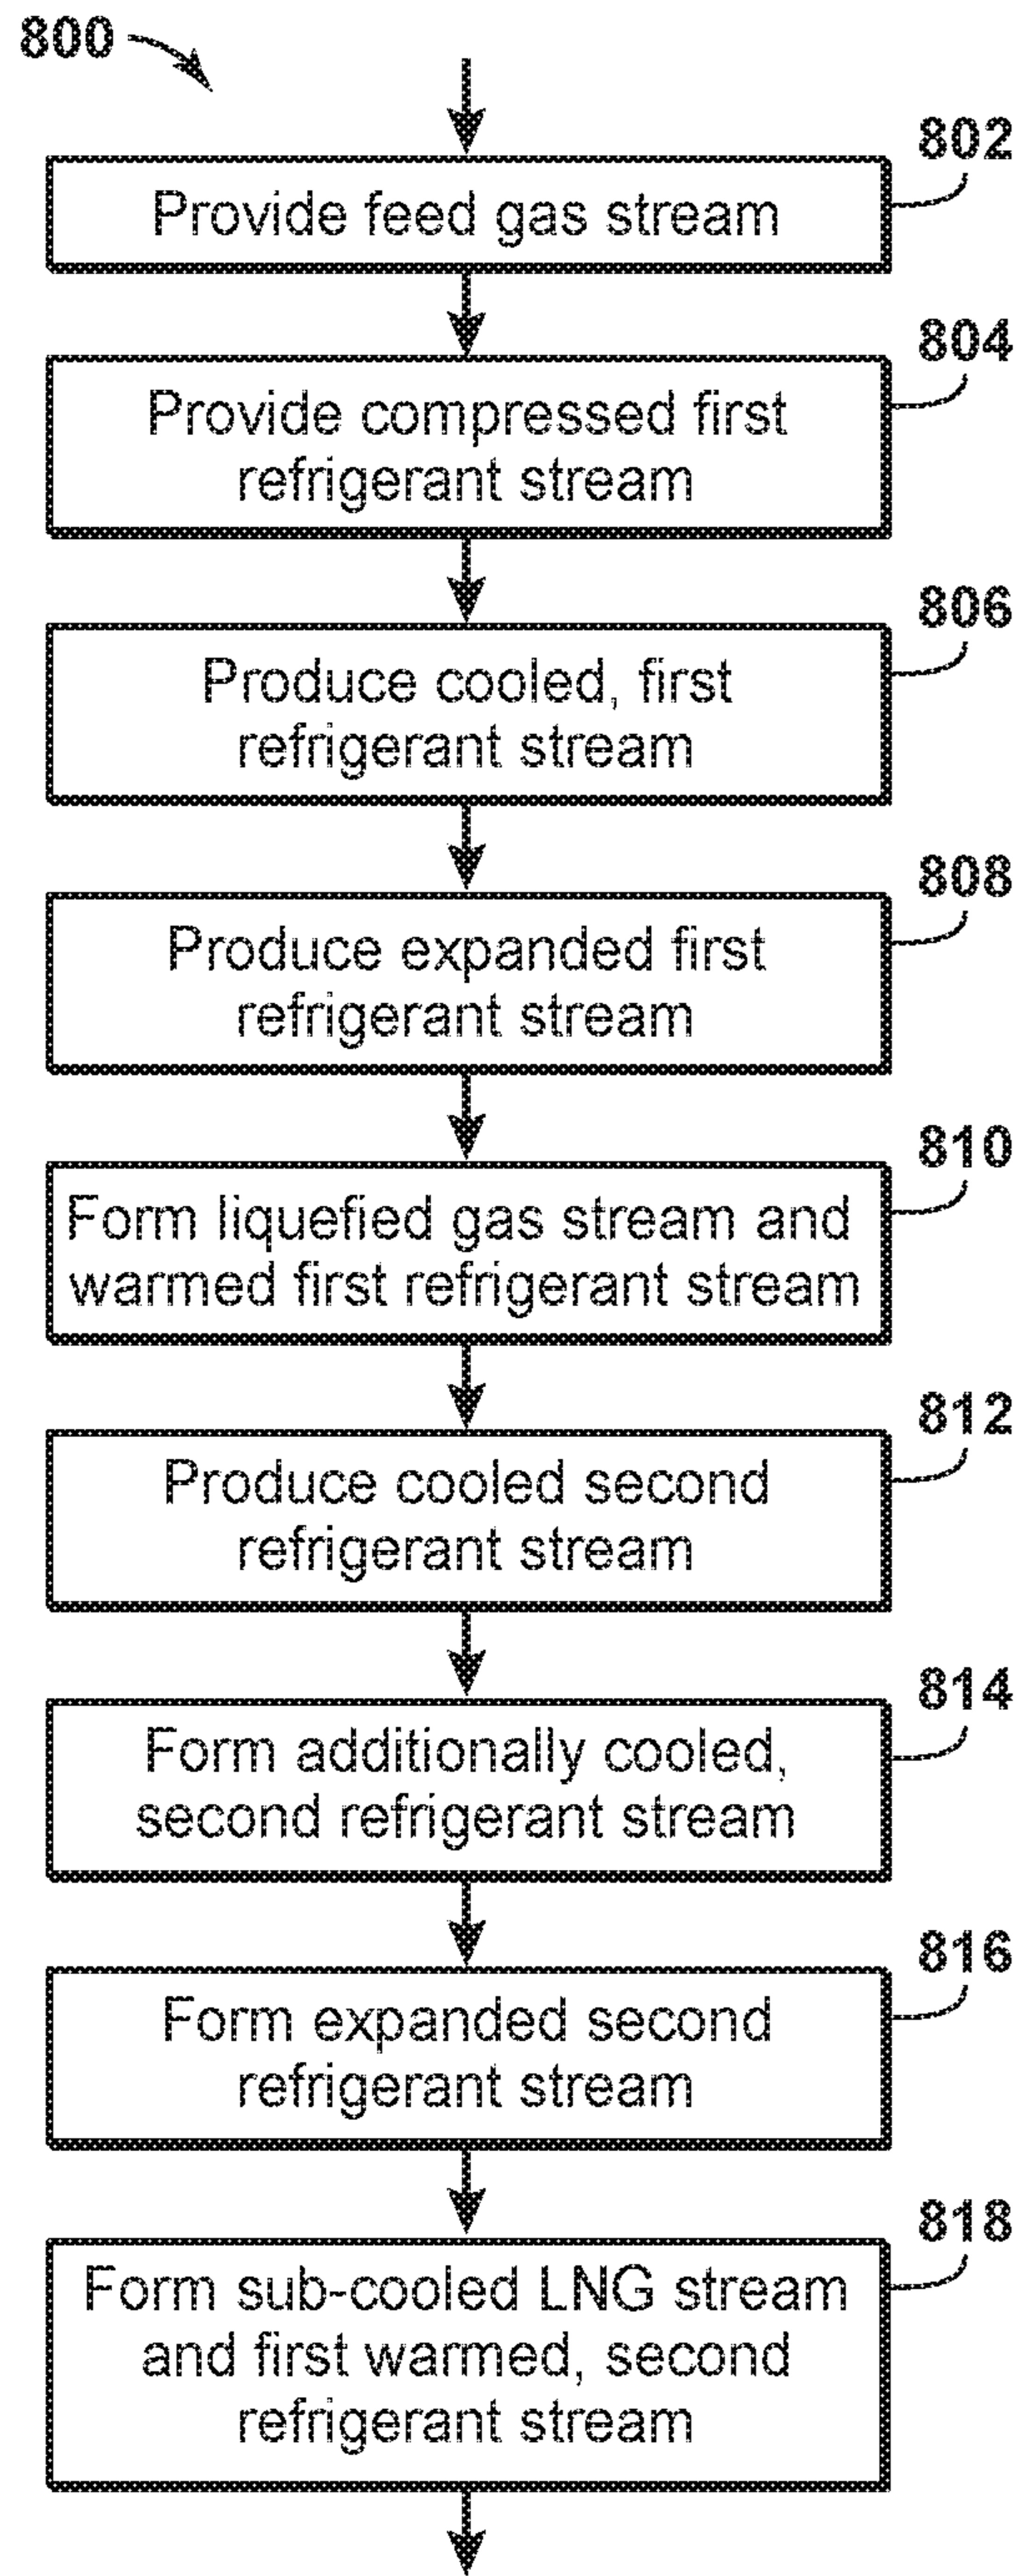 800
802
Provide feed gas stream
804
Provide compressed first
refrigerant stream
806
Produce cooled, first
refrigerant stream
808
Produce expanded first
refrigerant stream
810
Form liquefied gas stream and
warmed first refrigerant stream
812
Produce cooled second
refrigerant stream
814
Form additionally cooled,
second refrigerant stream
816
Form expanded second
refrigerant stream
818
Form sub-cooled LNG stream
and first warmed, second
refrigerant stream